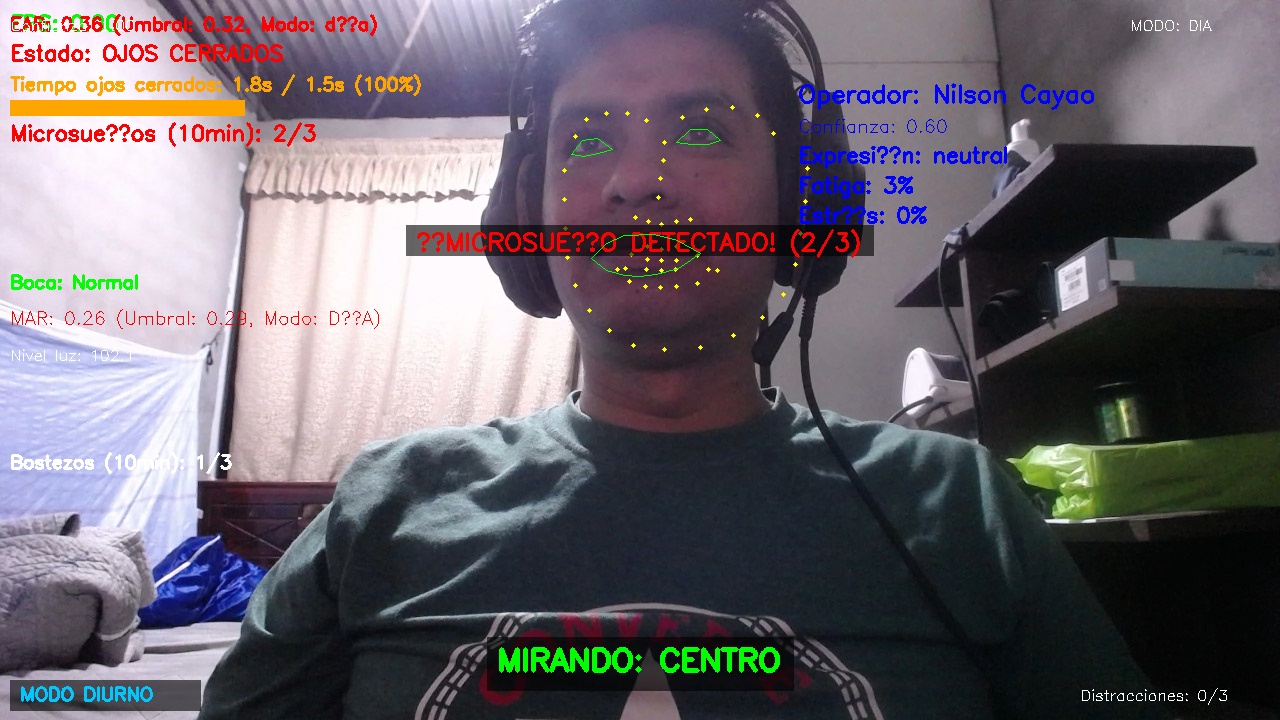 EAR: 0.36 (Umbral: 0.32, Modo: d??a)
MODO: DIA
Estado: OJOS CERRADOS
Tiempo ojos cerrados: 1.8s / 1.5s (100%)
Operador: Nilson Cayao
Confianza: 0.60
Microsue??os (10min): 2/3
Expresi??n: neutral
Fatiga: 3%
Estr??s: 0%
??MICROSUE??O DETECTADO! (2/3)
Boca: Normal
MAR: 0.26 (Umbral: 0.29, Modo: D??A)
Nivel luz: 102.1
Bostezos (10min): 1/3
MIRANDO: CENTRO
MODO DIURNO
Distracciones: 0/3